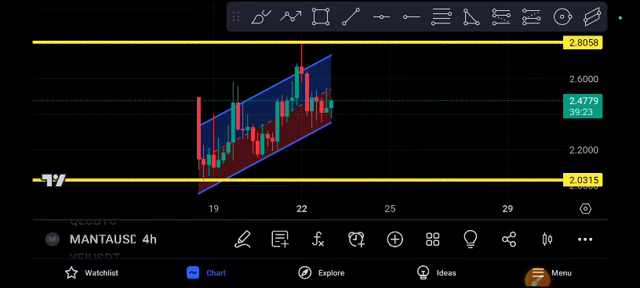 2.8058
2.6000
2.4779
39:23
2.2000
2.0315
19 22 25 29
M MANTAUSD 4h
Watchlist Chart Explore Ideas Menu